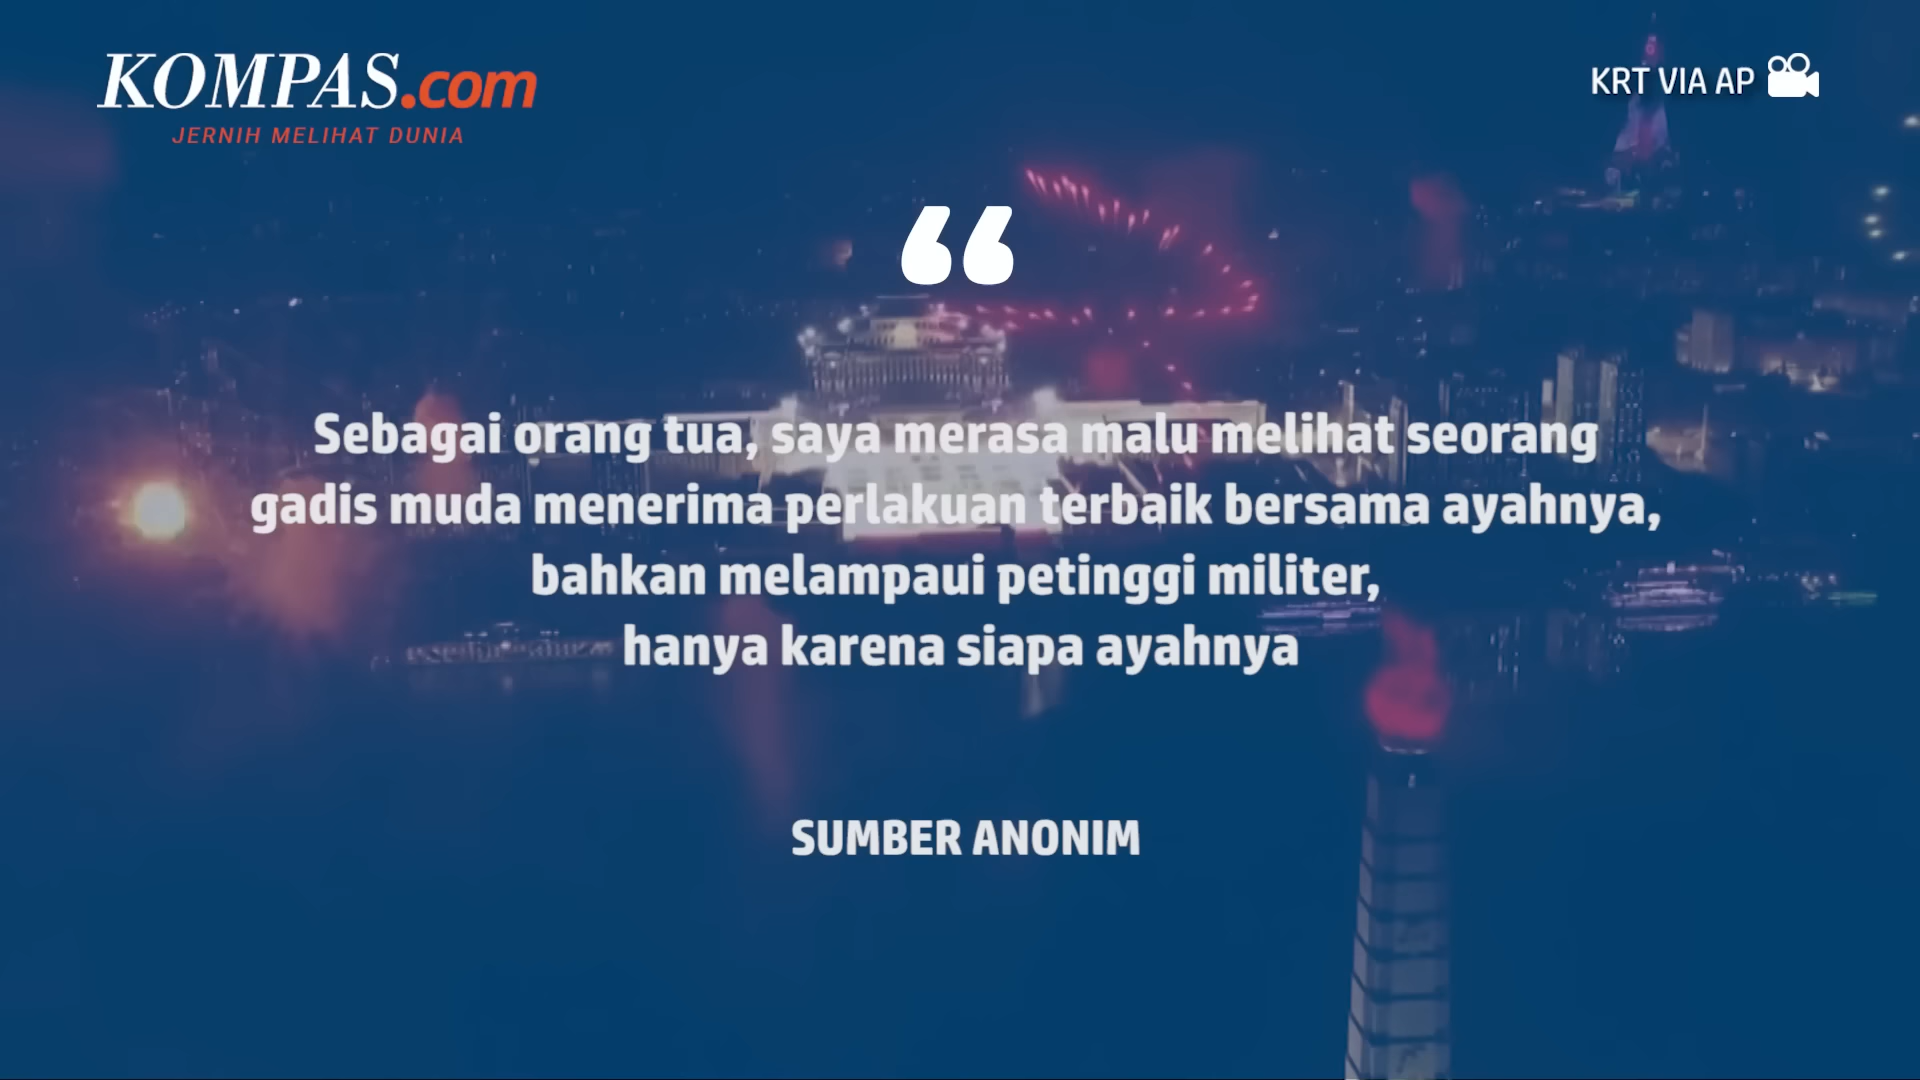 KOMPAS.com
JERNIH MELIHAT DUNIA
KRT VIA AP
“
Sebagai orang tua, saya merasa malu melihat seorang
gadis muda menerima perlakuan terbaik bersama ayahnya,
bahkan melampaui petinggi militer,
hanya karena siapa ayahnya
SUMBER ANONIM